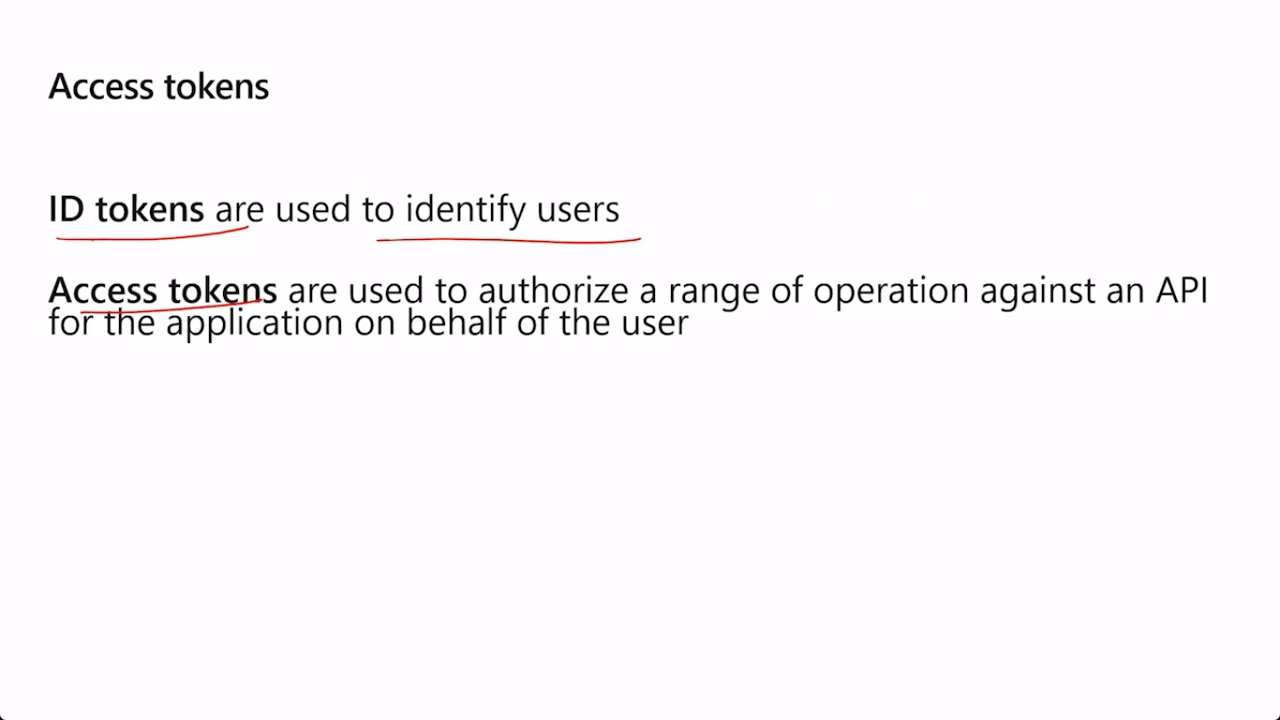 Access tokens
ID tokens are used to identify users
Access tokens are used to authorize a range of operation against an API
for the application on behalf of the user